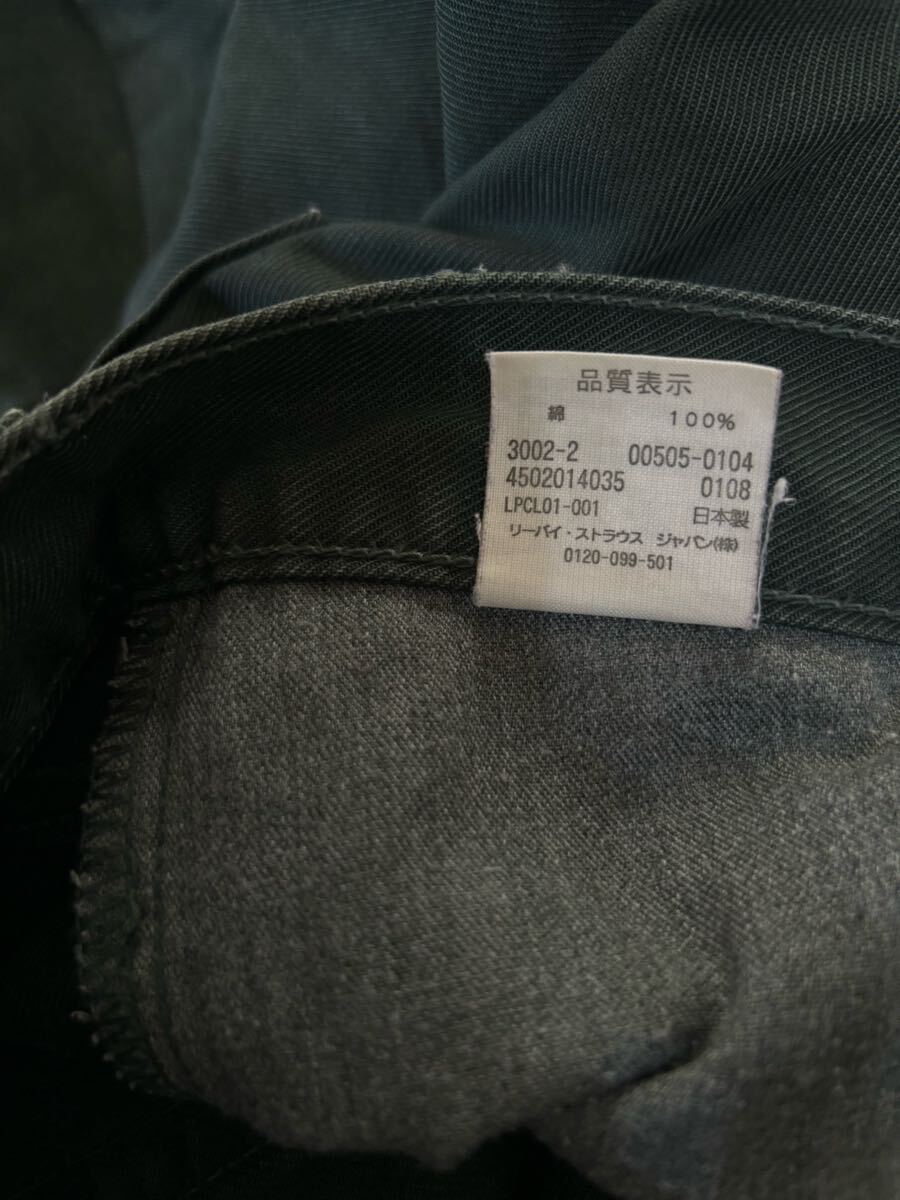 品質表示
綿 100%
3002-2 00505-0104
4502014035 0108
LPCL01-001 日本製
リーバイ・ストラウス ジャパン(株)
0120-099-501